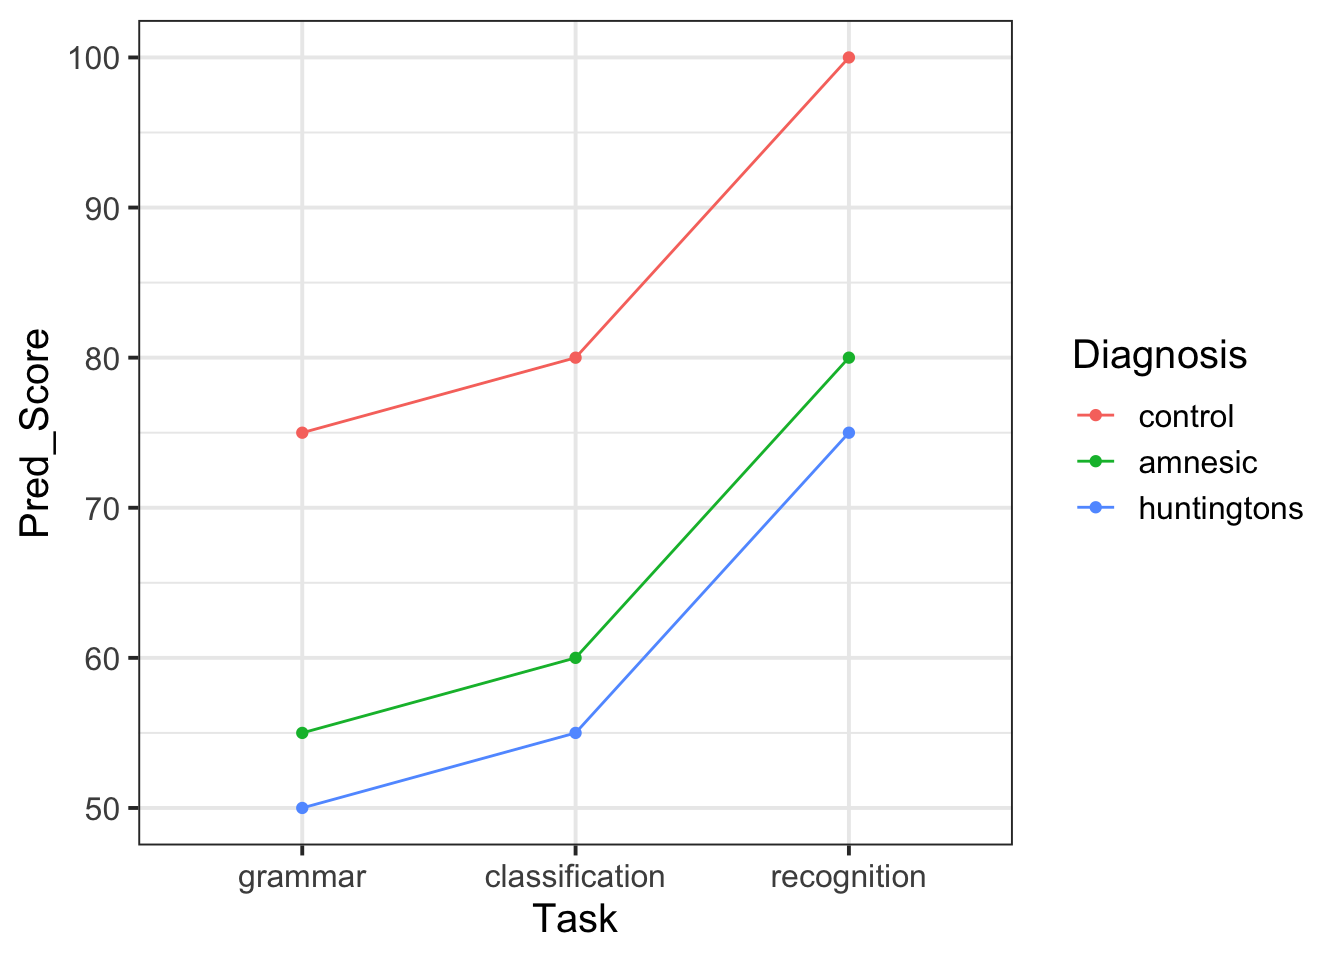 100
90
80
70
60
50
Pred_Score
grammar classification recognition
Task
Diagnosis
control
amnesic
huntingtons